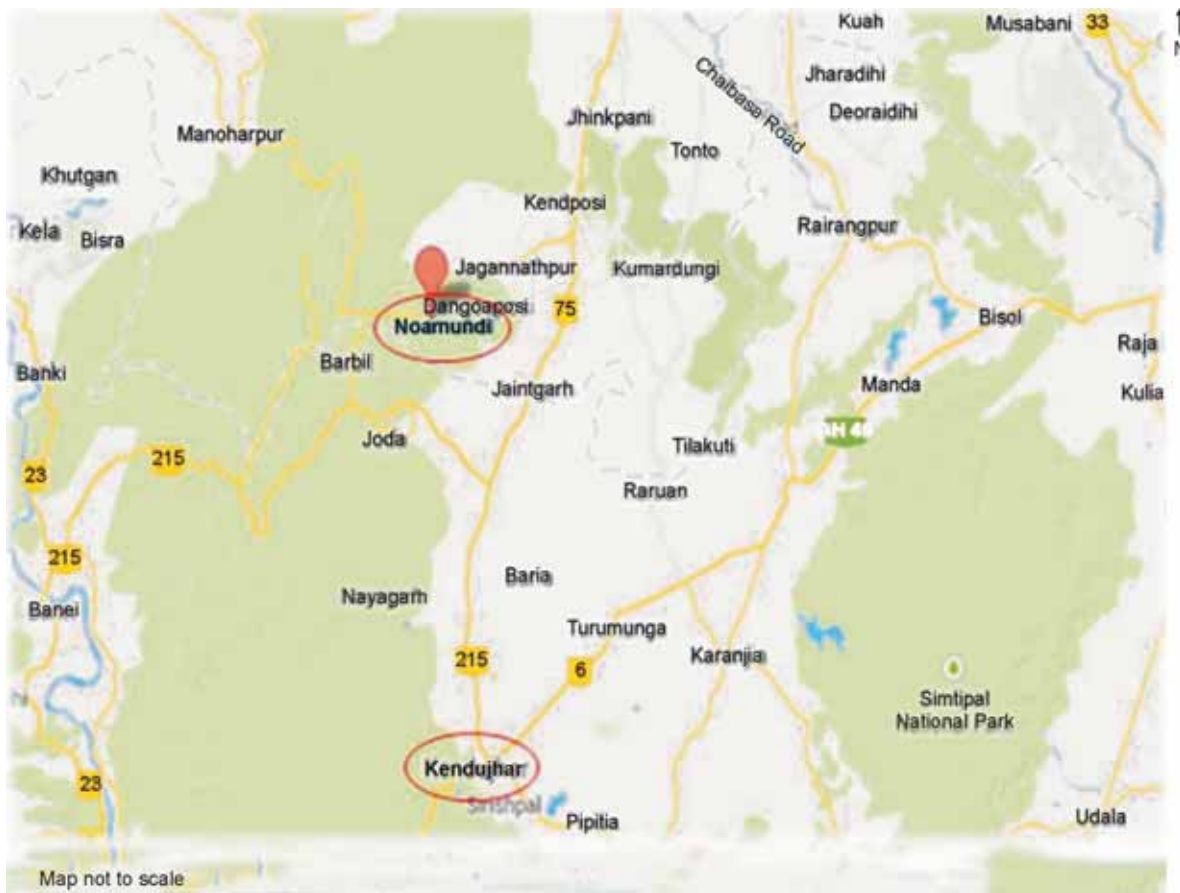 Kuah
Musabani
33
N
Chaibasa Road
Jharadihi
Deoraidihi
Jhinkpani
Manoharpur
Tonto
Khutgan
Kendposi
Rairangpur
Kela
Bisra
Jagannathpur
Kumardungi
Dangoaposi
Noamundi
75
Bisol
Raja
Barbil
Banki
Jaintgarh
Manda
Kulia
Joda
Tilakuti
215
23
Raruan
215
Baria
Nayagarh
Banei
Turumunga
215
6
Karanjia
Simtipal
National Park
Kendujhar
23
Sirishpal
Pipitia
Udala
Map not to scale